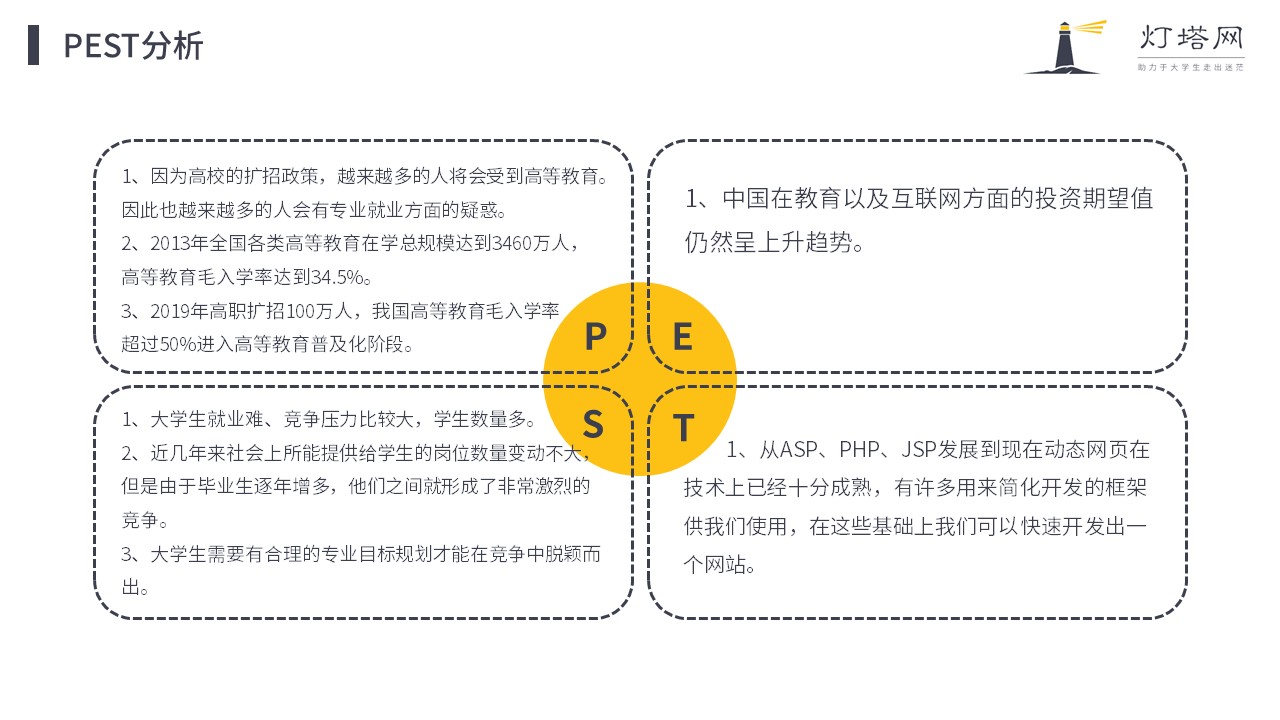 PEST分析
灯塔网
助力于大学生走出迷茫
1、因为高校的扩招政策，越来越多的人将会受到高等教育。
因此也越来越多的人会有专业就业方面的疑惑。
2、2013年全国各类高等教育在学总规模达到3460万人，
高等教育毛入学率达到34.5%。
3、2019年高职扩招100万人，我国高等教育毛入学率
超过50%进入高等教育普及化阶段。
P
1、中国在教育以及互联网方面的投资期望值
仍然呈上升趋势。
E
1、大学生就业难、竞争压力比较大，学生数量多。
2、近几年来社会上所能提供给学生的岗位数量变动不大，
但是由于毕业生逐年增多，他们之间就形成了非常激烈的
竞争。
3、大学生需要有合理的专业目标规划才能在竞争中脱颖而
出。
S
T
1、从ASP、PHP、JSP发展到现在动态网页在
技术上已经十分成熟，有许多用来简化开发的框架
供我们使用，在这些基础上我们可以快速开发出一
个网站。